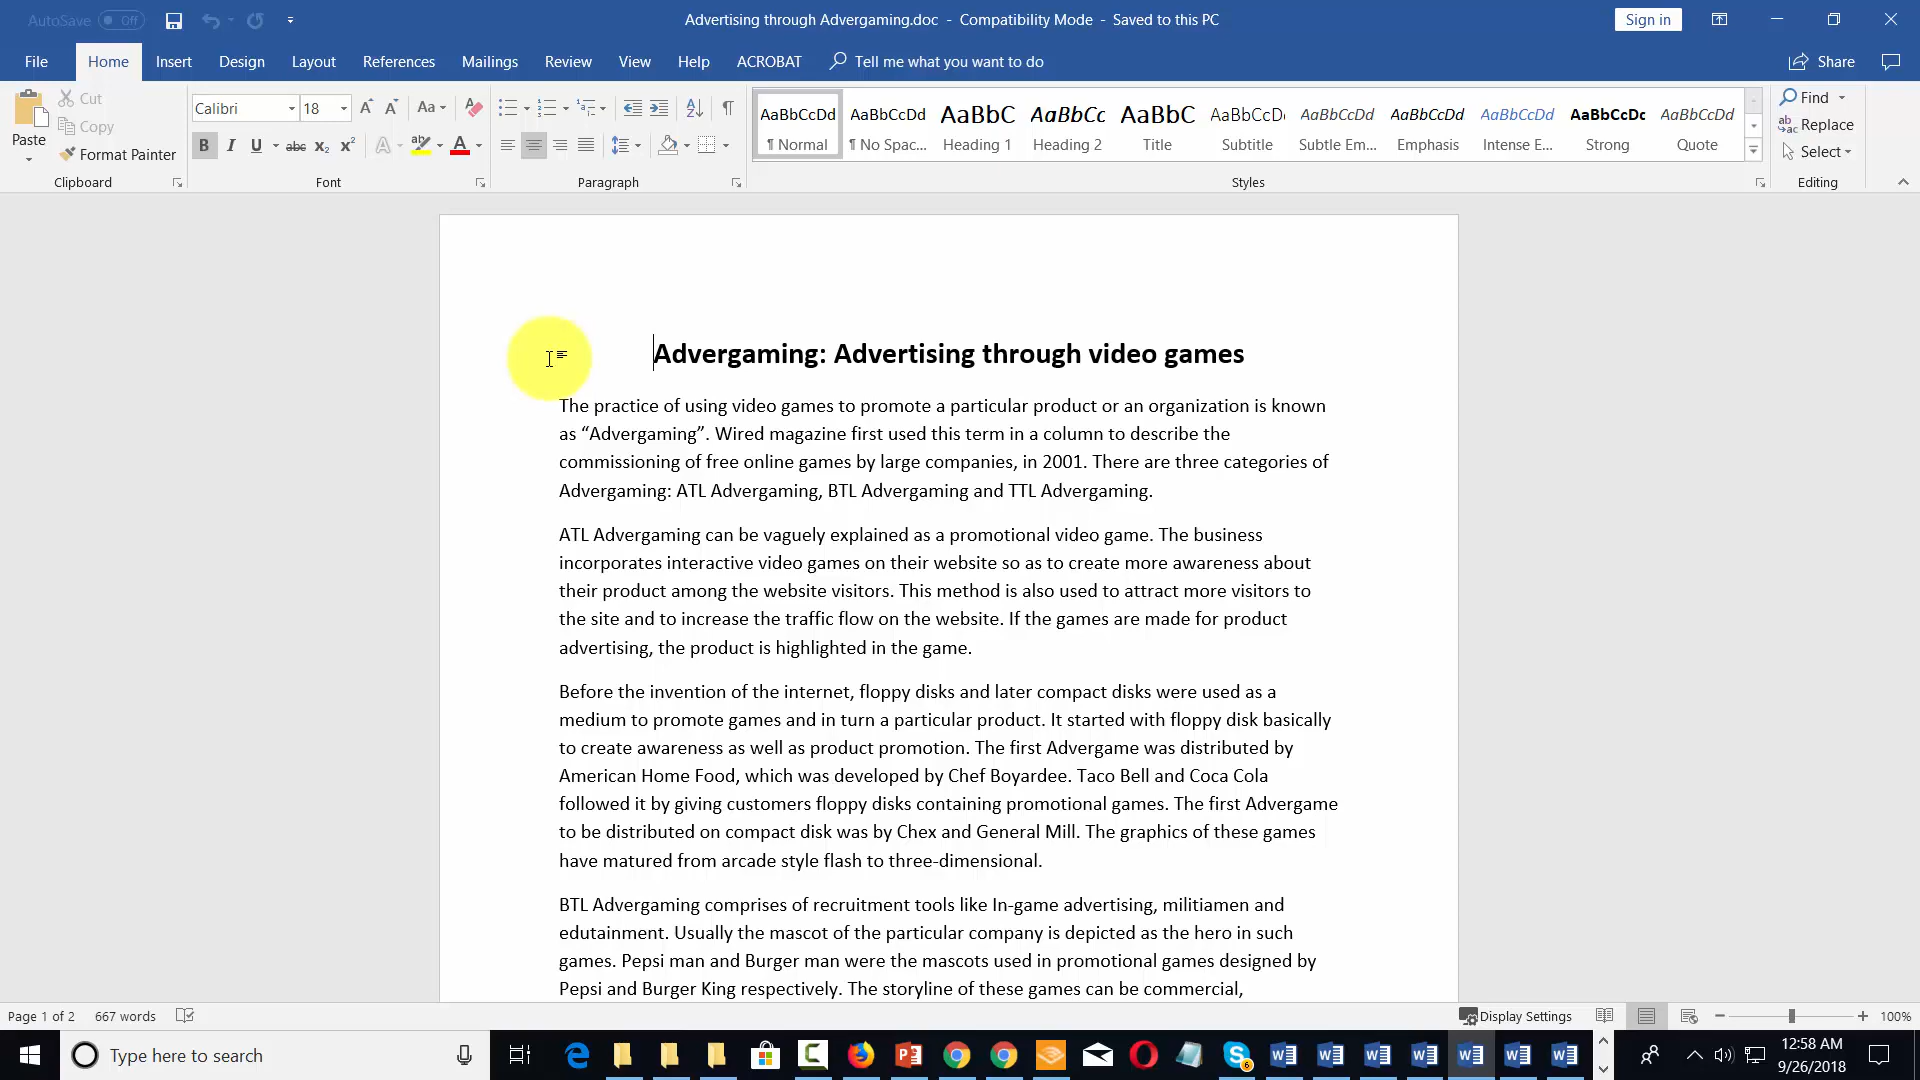 AutoSave Off
Advertising through Advergaming.doc - Compatibility Mode - Saved to this PC
Sign in
File Home Insert Design Layout References Mailings Review View Help ACROBAT Tell me what you want to do Share
Cut
Copy
Format Painter
Paste
Clipboard
Calibri 18
Font
Paragraph
AaBbCcDd AaBbCcDd AaBbC AaBbCc AaBbC AaBbCcD AaBbCcDd AaBbCcDd AaBbCcDd AaBbCcDc AaBbCcDd
¶ Normal ¶ No Spac... Heading 1 Heading 2 Title Subtitle Subtle Em... Emphasis Intense E... Strong Quote
Styles
Find
Replace
Select
Editing
Advergaming: Advertising through video games
The practice of using video games to promote a particular product or an organization is known
as “Advergaming”. Wired magazine first used this term in a column to describe the
commissioning of free online games by large companies, in 2001. There are three categories of
Advergaming: ATL Advergaming, BTL Advergaming and TTL Advergaming.
ATL Advergaming can be vaguely explained as a promotional video game. The business
incorporates interactive video games on their website so as to create more awareness about
their product among the website visitors. This method is also used to attract more visitors to
the site and to increase the traffic flow on the website. If the games are made for product
advertising, the product is highlighted in the game.
Before the invention of the internet, floppy disks and later compact disks were used as a
medium to promote games and in turn a particular product. It started with floppy disk basically
to create awareness as well as product promotion. The first Advergame was distributed by
American Home Food, which was developed by Chef Boyardee. Taco Bell and Coca Cola
followed it by giving customers floppy disks containing promotional games. The first Advergame
to be distributed on compact disk was by Chex and General Mill. The graphics of these games
have matured from arcade style flash to three-dimensional.
BTL Advergaming comprises of recruitment tools like In-game advertising, militiamen and
edutainment. Usually the mascot of the particular company is depicted as the hero in such
games. Pepsi man and Burger man were the mascots used in promotional games designed by
Pepsi and Burger King respectively. The storyline of these games can be commercial,
Page 1 of 2 667 words Display Settings 100%
Type here to search
12:58 AM
9/26/2018